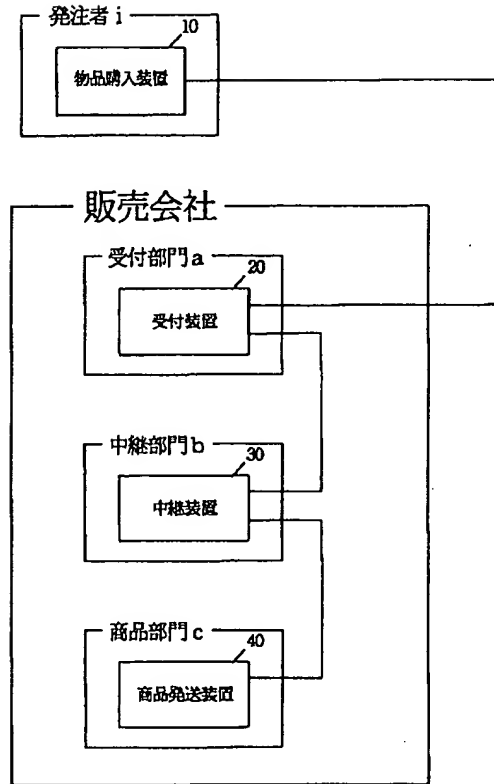 発注者 i
10
物品購入装置
販売会社
受付部門 a
20
受付装置
中継部門 b
30
中継装置
商品部門 c
40
商品発送装置